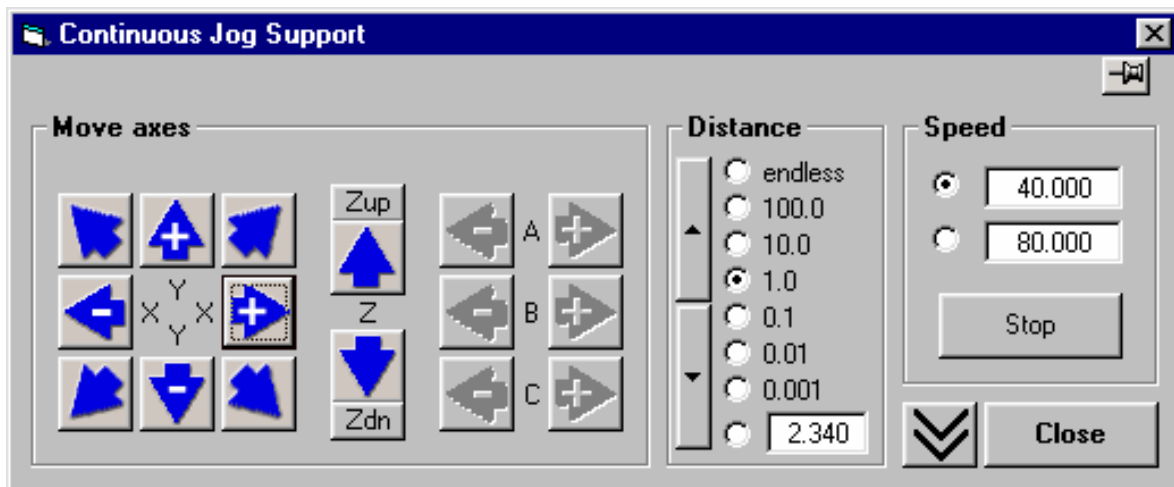 Continuous Jog Support
Move axes
+
- X Y X +
Y
-
Zup
Z
Zdn
- A +
- B +
- C +
Distance
endless
100.0
10.0
1.0
0.1
0.01
0.001
2.340
Speed
40.000
80.000
Stop
Close